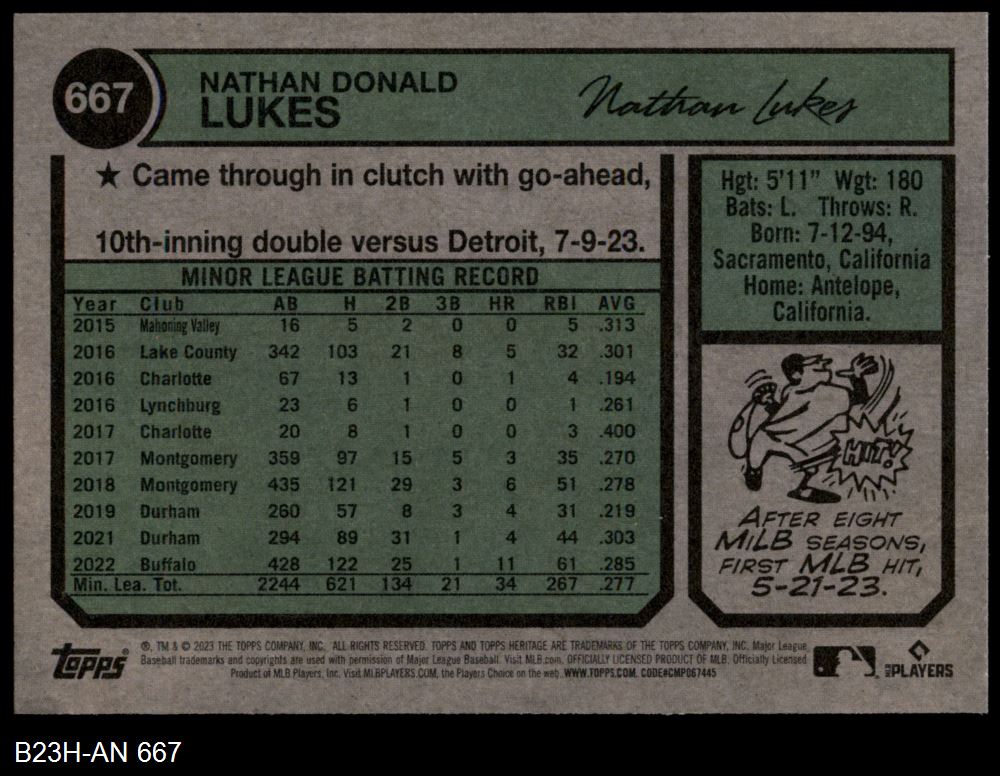 667
NATHAN DONALD
LUKES
Nathan Lukes
★ Came through in clutch with go-ahead,
10th-inning double versus Detroit, 7-9-23.
MINOR LEAGUE BATTING RECORD
Year Club AB H 2B 3B HR RBI AVG
2015 Mahoning Valley 16 5 2 0 0 5 .313
2016 Lake County 342 103 21 8 5 32 .301
2016 Charlotte 67 13 1 0 1 4 .194
2016 Lynchburg 23 6 1 0 0 1 .261
2017 Charlotte 20 8 1 0 0 3 .400
2017 Montgomery 359 97 15 5 3 35 .270
2018 Montgomery 435 121 29 3 6 51 .278
2019 Durham 260 57 8 3 4 31 .219
2021 Durham 294 89 31 1 4 44 .303
2022 Buffalo 428 122 25 1 11 61 .285
Min. Lea. Tot. 2244 621 134 21 34 267 .277
Hgt: 5'11" Wgt: 180
Bats: L. Throws: R.
Born: 7-12-94,
Sacramento, California
Home: Antelope,
California.
HIT!
AFTER EIGHT
MiLB SEASONS,
FIRST MLB HIT,
5-21-23.
topps
®, TM & © 2023 THE TOPPS COMPANY, INC. ALL RIGHTS RESERVED. TOPPS AND TOPPS HERITAGE ARE TRADEMARKS OF THE TOPPS COMPANY, INC. Major League
Baseball trademarks and copyrights are used with permission of Major League Baseball. Visit MLB.com. OFFICIALLY LICENSED PRODUCT OF MLB. Officially Licensed
Product of MLB Players, Inc. Visit MLBPLAYERS.COM, the Players Choice on the web. WWW.TOPPS.COM. CODE#CMP067445
MLB PLAYERS
B23H-AN 667